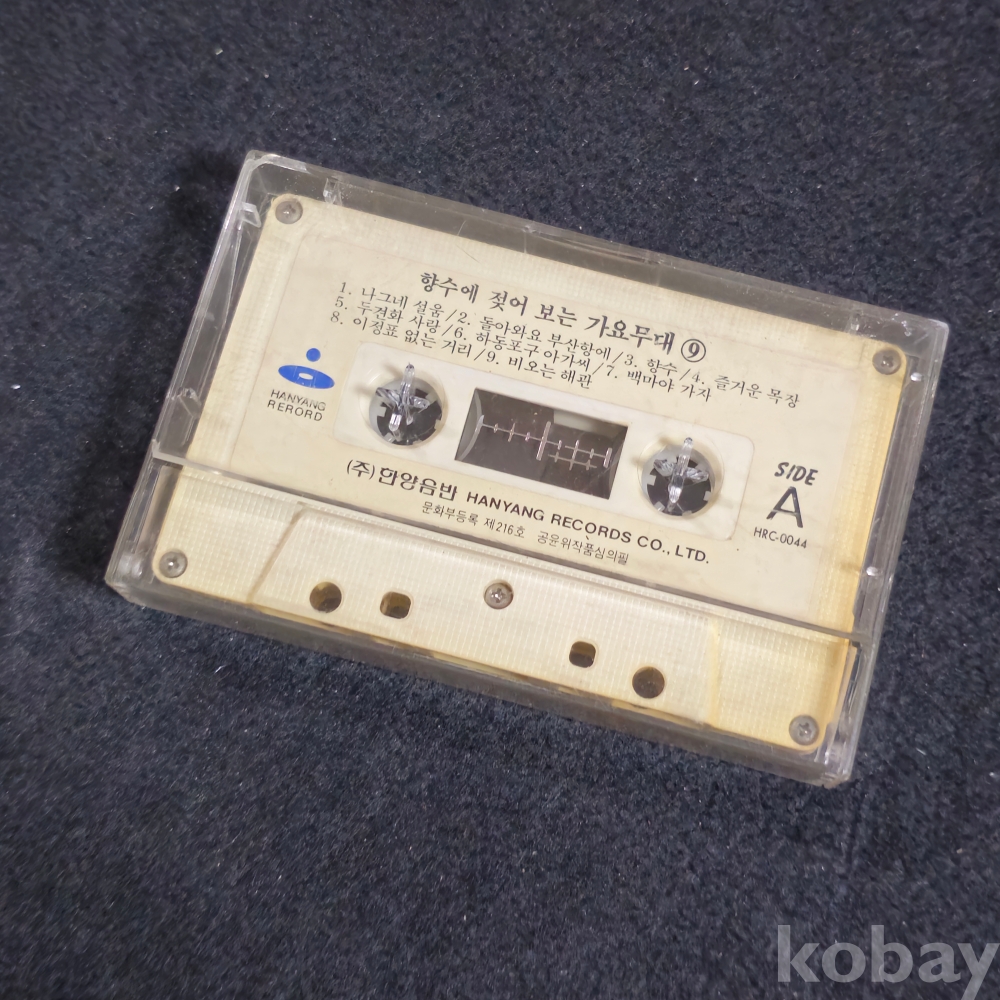 향수에 젖어 보는 가요무대 ⑨
1. 나그네 설움/2. 돌아와요 부산항에/3. 향수/4. 즐거운 목장
5. 두견화 사랑/6. 하동포구 아가씨/7. 백마야 가자
8. 이정표 없는 거리/9. 비오는 해관
HANYANG
RERORD
SIDE
A
HRC-0044
(주)한양음반 HANYANG RECORDS CO., LTD.
문화부등록 제216호 공윤위작품심의필
kobay